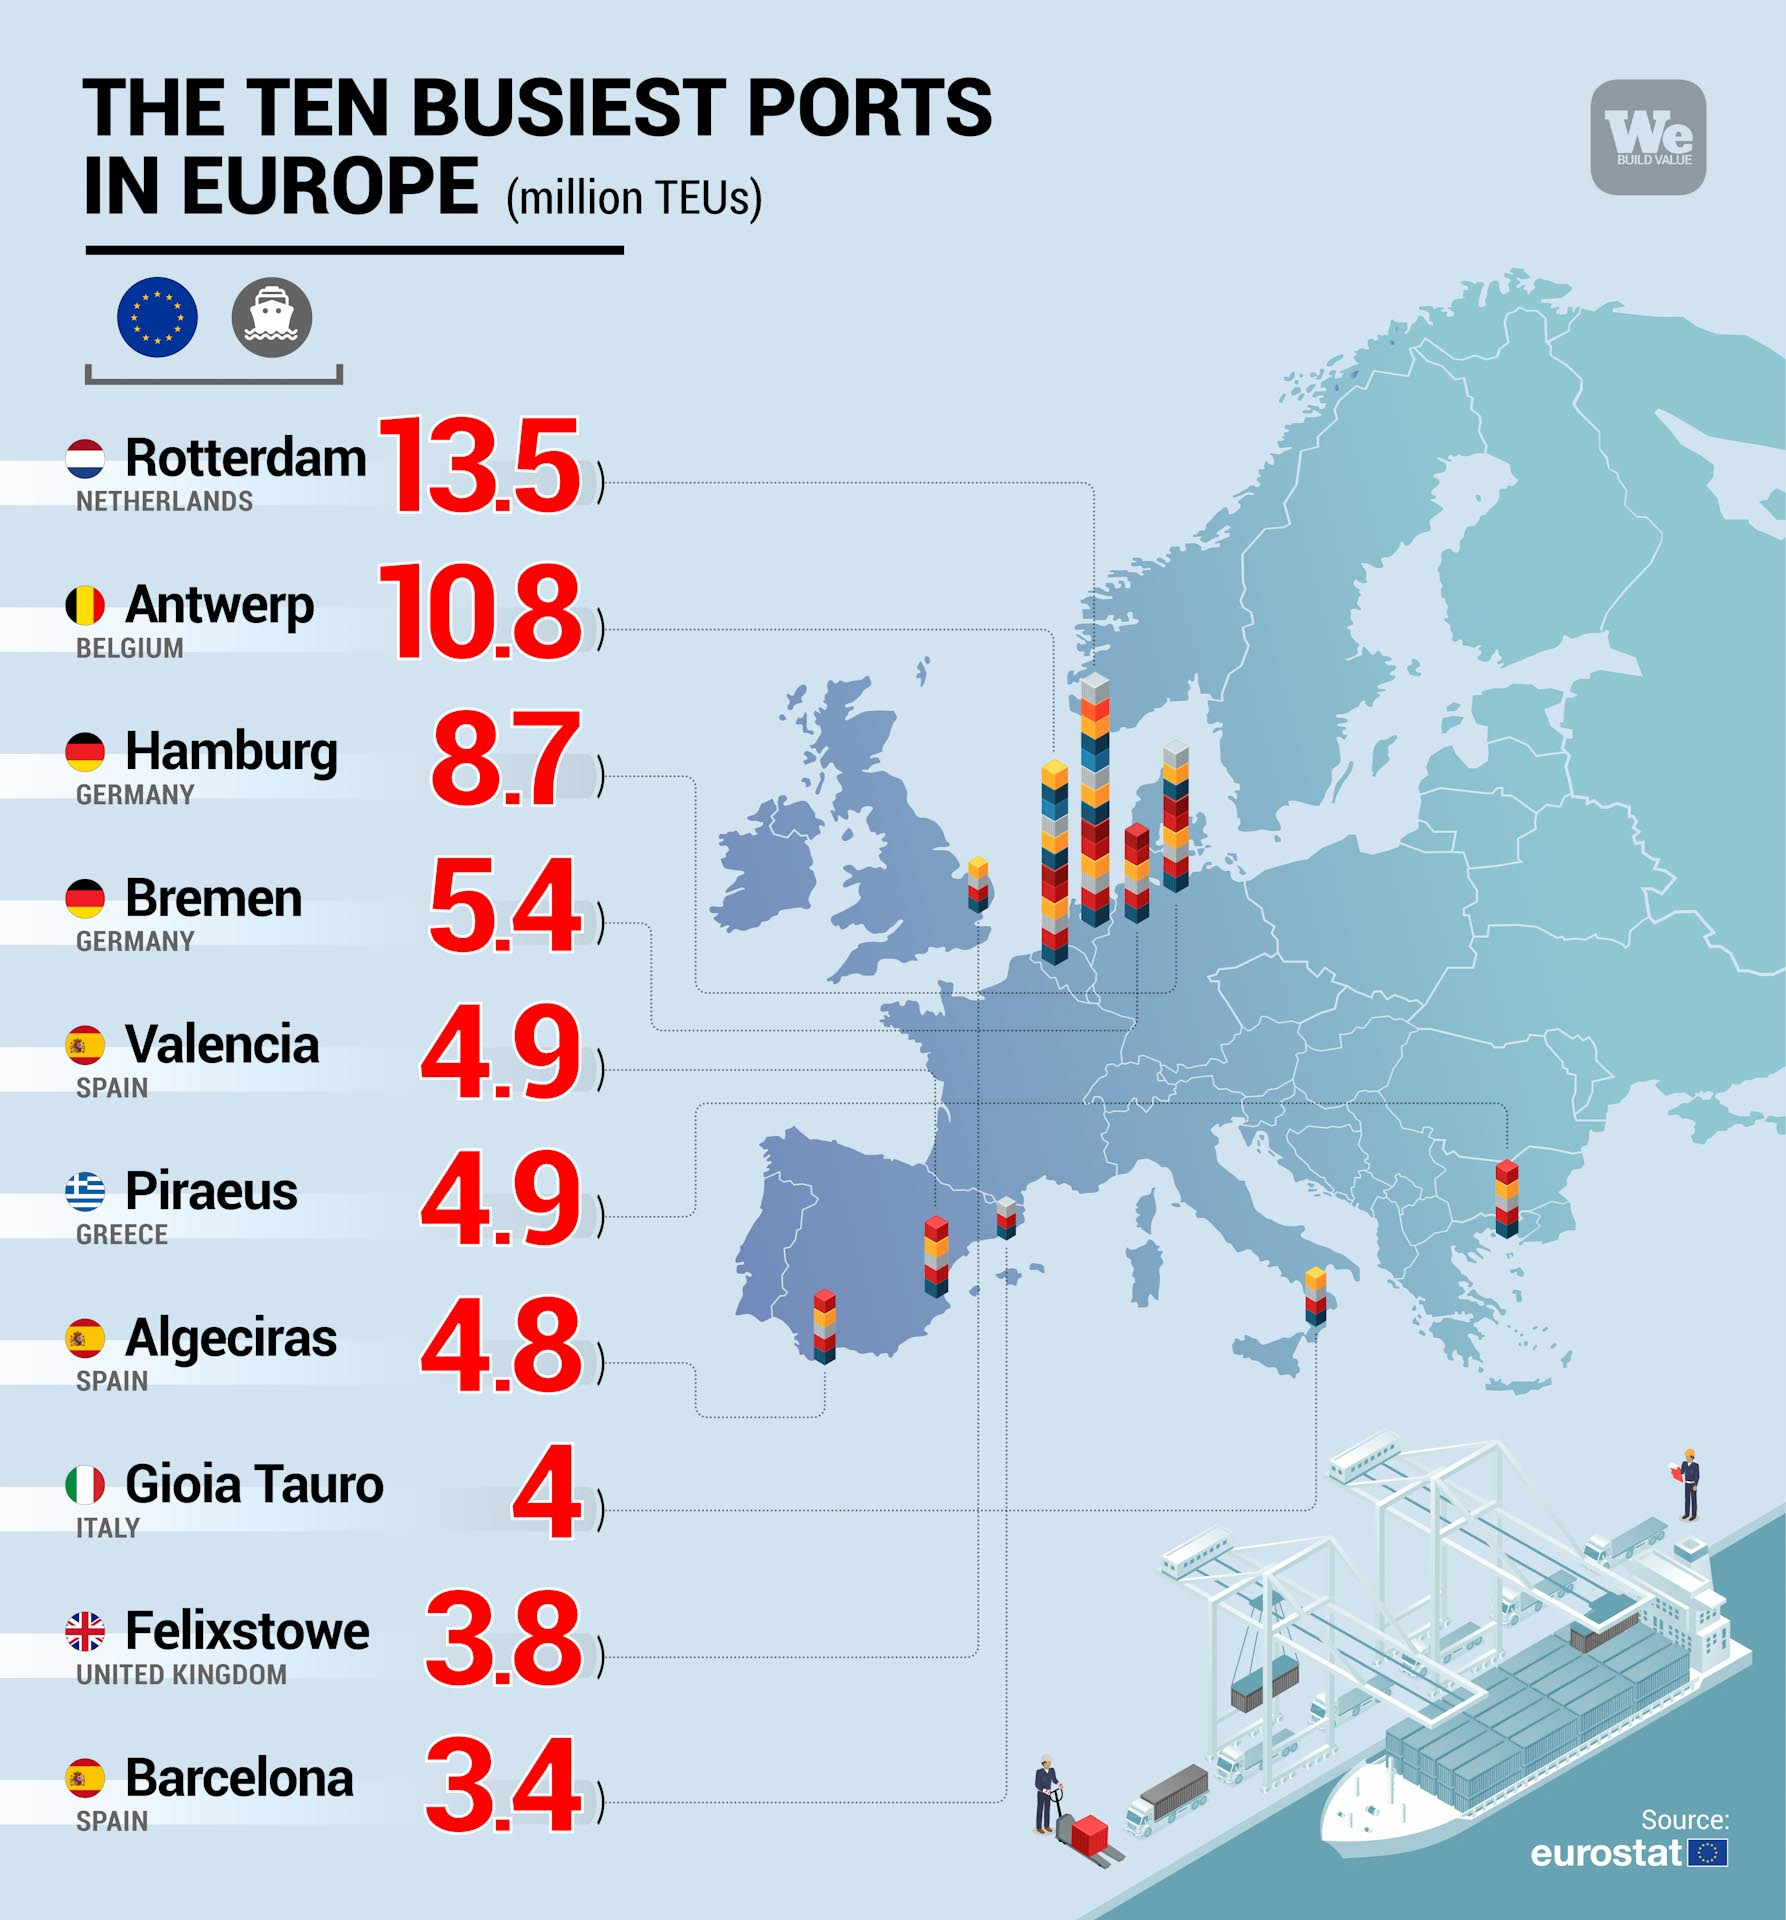 THE TEN BUSIEST PORTS
IN EUROPE (million TEUs)
We
BUILD VALUE
Rotterdam 13.5
NETHERLANDS
Antwerp 10.8
BELGIUM
Hamburg 8.7
GERMANY
Bremen 5.4
GERMANY
Valencia 4.9
SPAIN
Piraeus 4.9
GREECE
Algeciras 4.8
SPAIN
Gioia Tauro 4
ITALY
Felixstowe 3.8
UNITED KINGDOM
Barcelona 3.4
SPAIN
Source:
eurostat